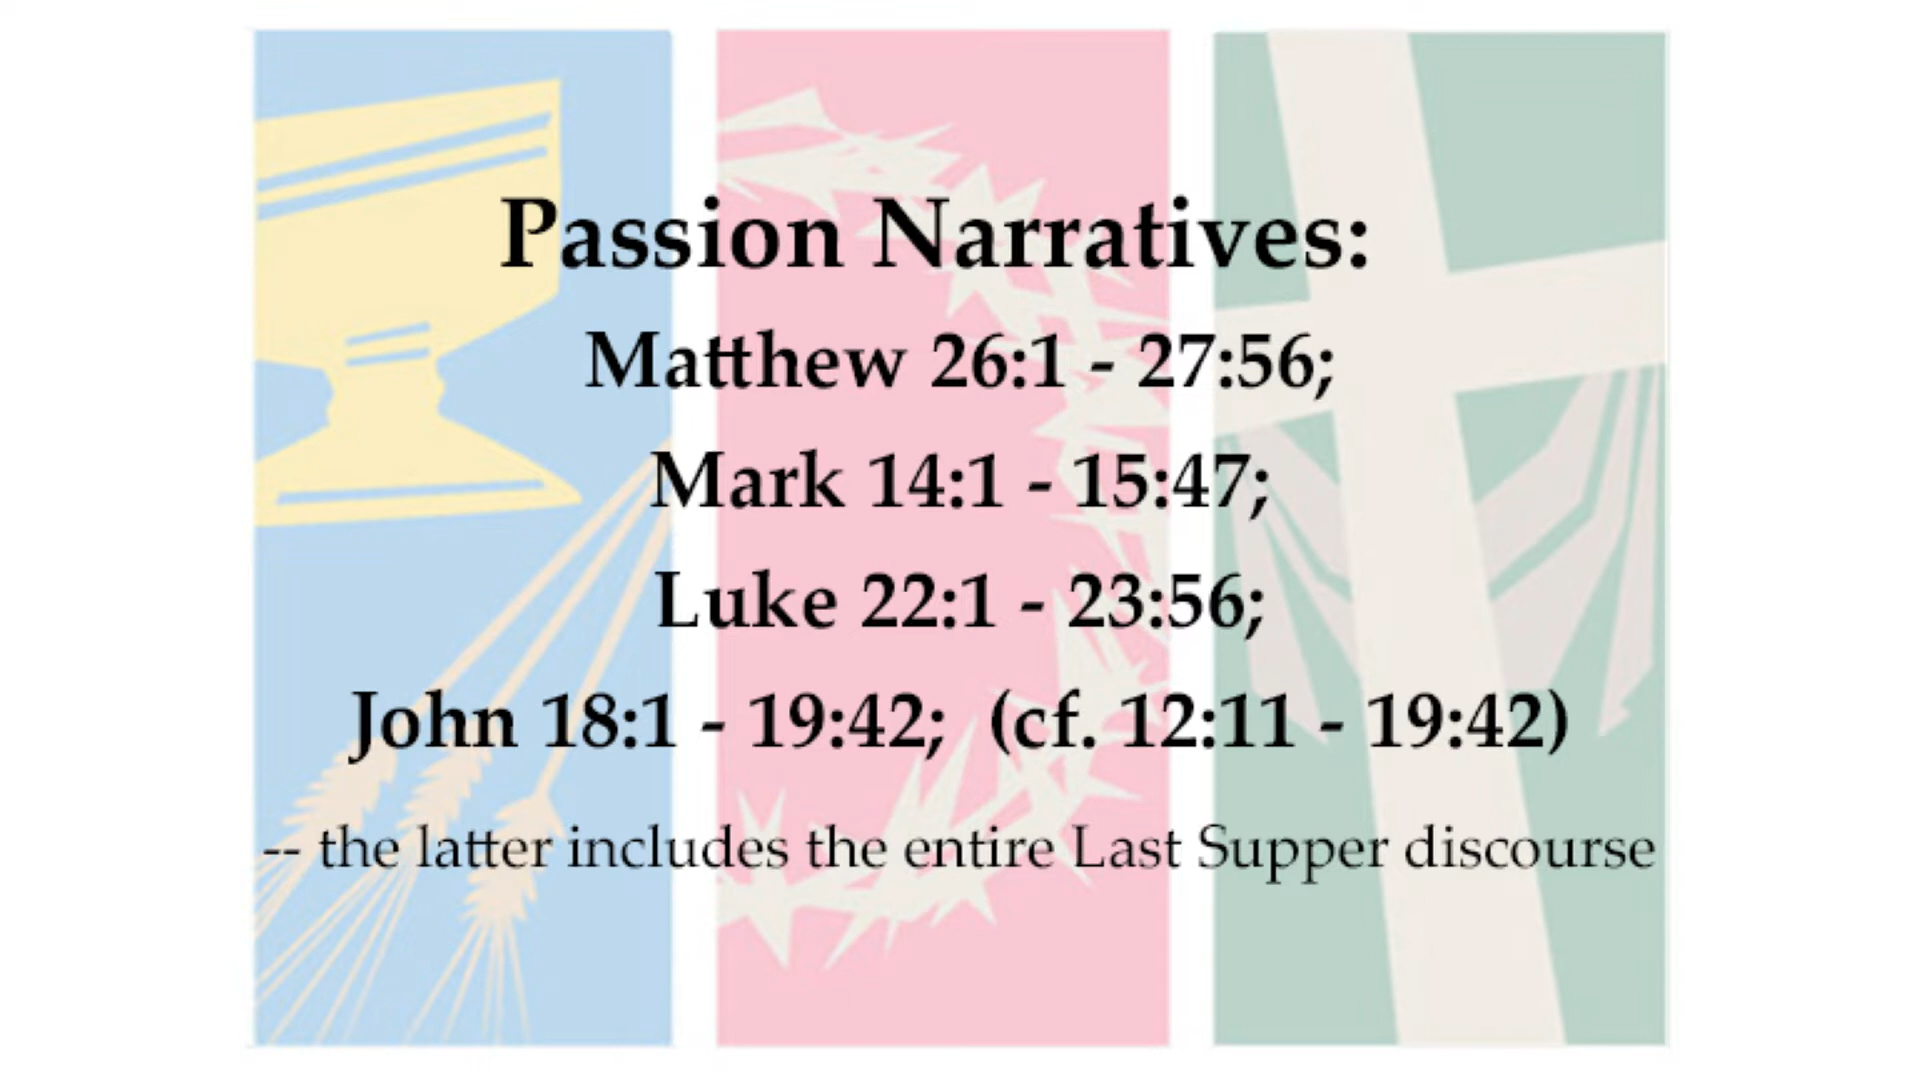 Passion Narratives:
Matthew 26:1 - 27:56;
Mark 14:1 - 15:47;
Luke 22:1 - 23:56;
John 18:1 - 19:42;  (cf. 12:11 - 19:42)
-- the latter includes the entire Last Supper discourse